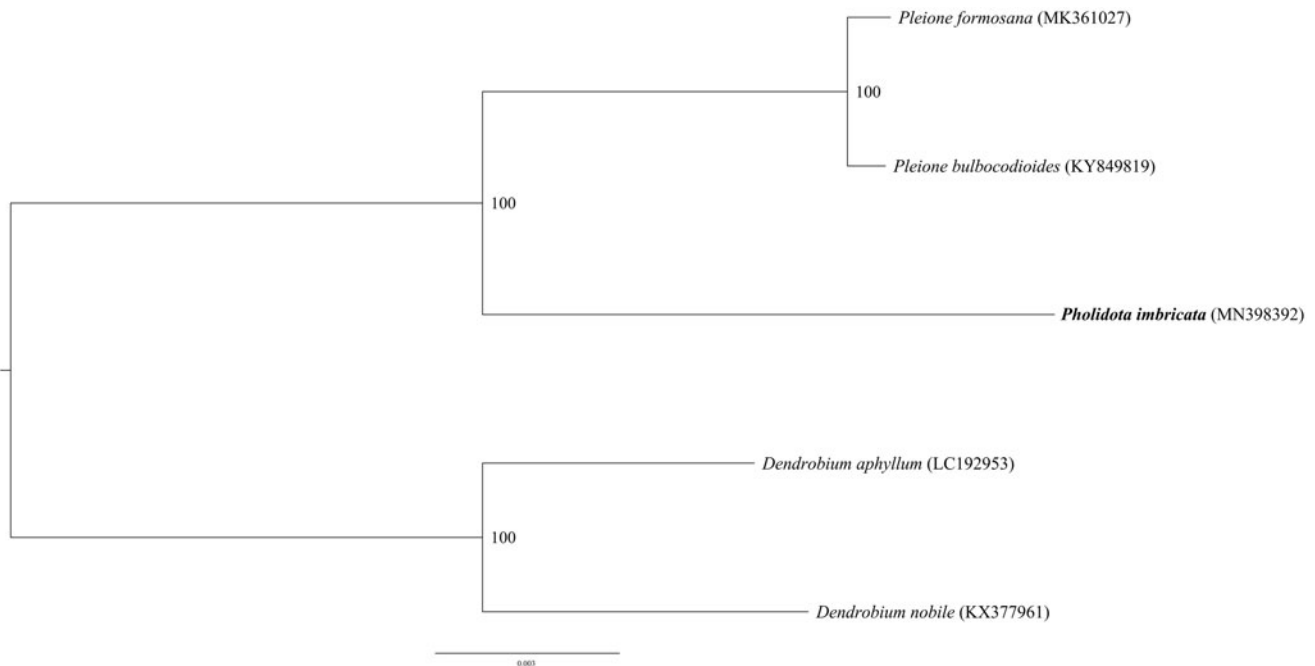 Pleione formosana (MK361027)
100
Pleione bulbocodioides (KY849819)
100
Pholidota imbricata (MN398392)
Dendrobium aphyllum (LC192953)
100
Dendrobium nobile (KX377961)
0.003